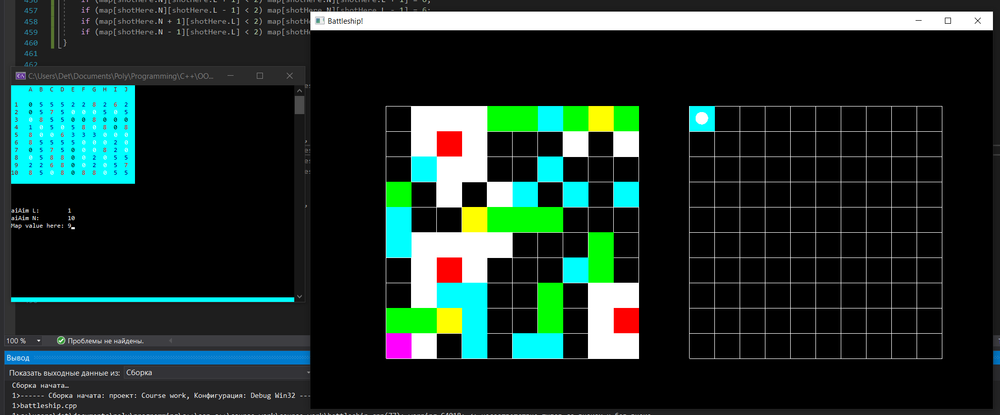 457 if (map[shotHere.N][shotHere.L - 1] < 2) map[shotHere.N][shotHere.L - 1] = 6;
458 if (map[shotHere.N + 1][shotHere.L] < 2) map[shotHe
459 if (map[shotHere.N - 1][shotHere.L] < 2) map[shotHe
460 }
461
462
Battleship!
C:\Users\Det\Documents\Poly\Programming\C++\OO...
A B C D E F G H I J
1 0 5 5 5 2 2 8 2 6 2
2 0 5 7 5 0 0 0 5 0 5
3 0 8 5 5 0 0 8 0 0 0
4 1 0 5 0 5 8 0 8 0 8
5 8 0 0 6 3 3 3 0 0 0
6 8 5 5 5 5 0 0 0 2 0
7 0 5 7 5 0 0 0 8 2 0
8 0 5 8 8 0 0 2 0 5 5
9 2 2 6 8 0 0 2 0 5 7
10 8 5 0 8 0 8 8 0 5 5
aiAim L: 1
aiAim N: 10
Map value here: 9
100 %
Проблемы не найдены.
Вывод
Показать выходные данные из: Сборка
Сборка начата…
1>------ Сборка начата: проект: Course work, Конфигурация: Debug Win32 ---
1>battleship.cpp